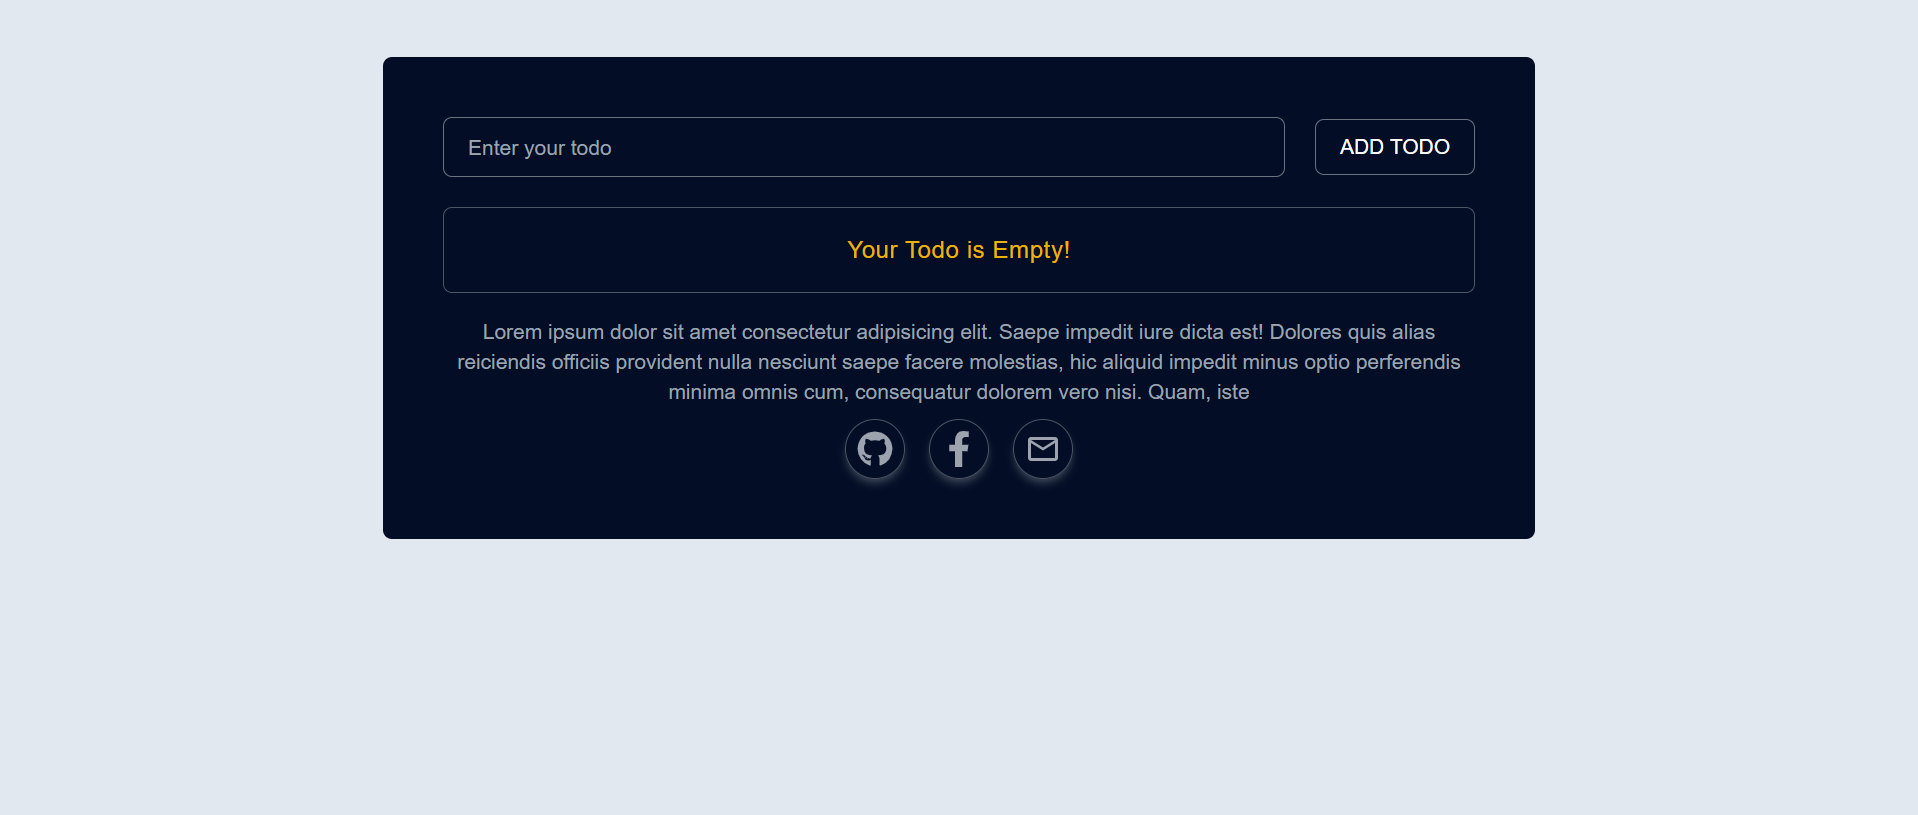 Enter your todo
ADD TODO
Your Todo is Empty!
Lorem ipsum dolor sit amet consectetur adipisicing elit. Saepe impedit iure dicta est! Dolores quis alias
reiciendis officiis provident nulla nesciunt saepe facere molestias, hic aliquid impedit minus optio perferendis
minima omnis cum, consequatur dolorem vero nisi. Quam, iste